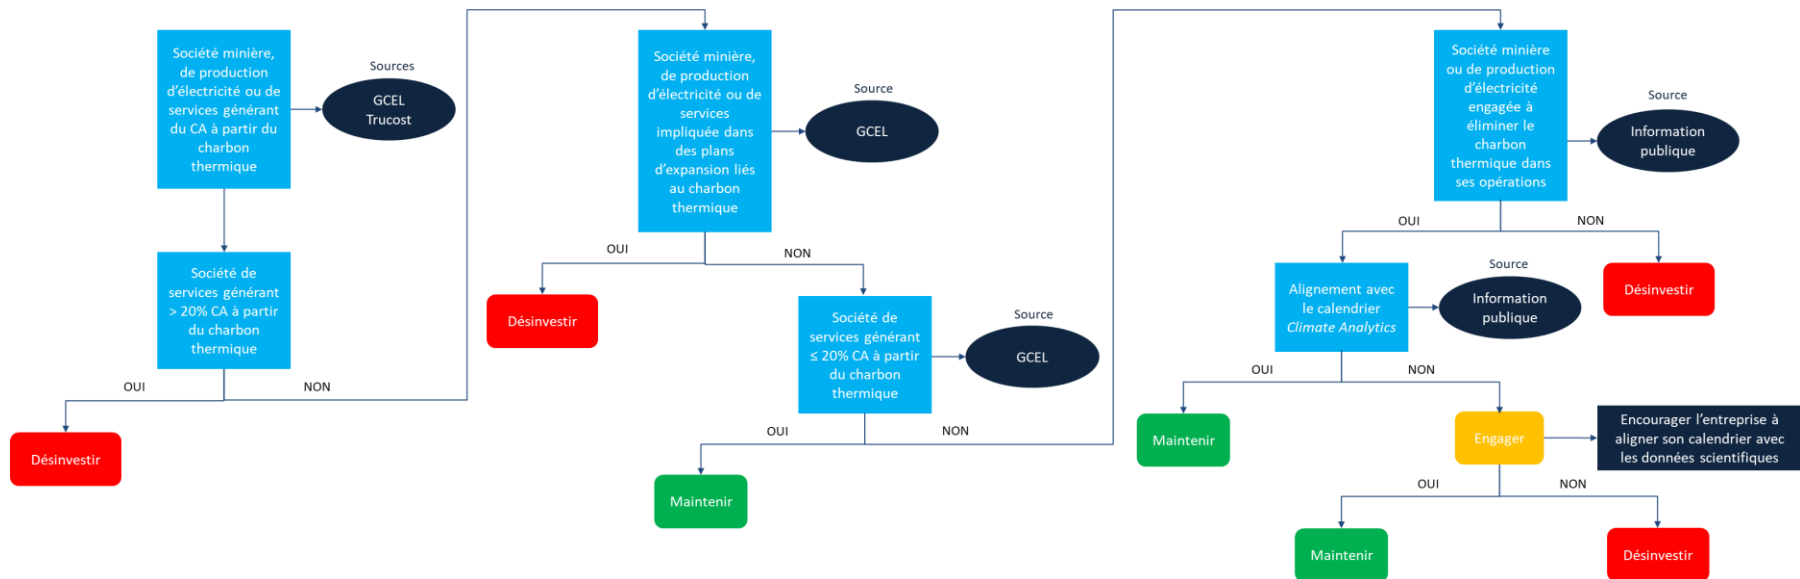 Société minière,
de production
d'électricité ou de
services générant
du CA à partir du
charbon
thermique
Sources
GCEL
Trucost
Société de
services générant
> 20% CA à partir
du charbon
thermique
OUI
NON
Désinvestir
Société minière,
de production
d'électricité ou de
services
impliquée dans
des plans
d'expansion liés
au charbon
thermique
Source
GCEL
OUI
NON
Désinvestir
Société de
services générant
≤ 20% CA à partir
du charbon
thermique
Source
GCEL
OUI
NON
Maintenir
Société minière
ou de production
d'électricité
engagée à
éliminer le
charbon
thermique dans
ses opérations
Source
Information
publique
OUI
NON
Désinvestir
Alignement avec
le calendrier
Climate Analytics
Source
Information
publique
OUI
NON
Maintenir
Engager
Encourager l'entreprise à
aligner son calendrier avec
les données scientifiques
OUI
NON
Maintenir
Désinvestir